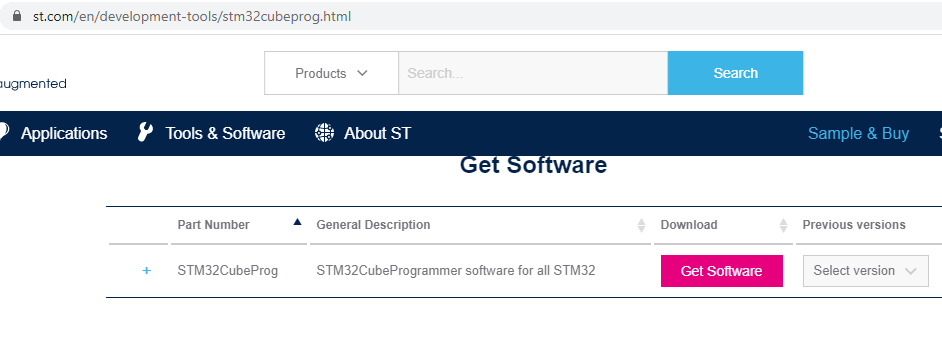 st.com/en/development-tools/stm32cubeprog.html
augmented
Products
Search...
Search
Applications
Tools & Software
About ST
Sample & Buy
Get Software
Part Number
General Description
Download
Previous versions
+
STM32CubeProg
STM32CubeProgrammer software for all STM32
Get Software
Select version